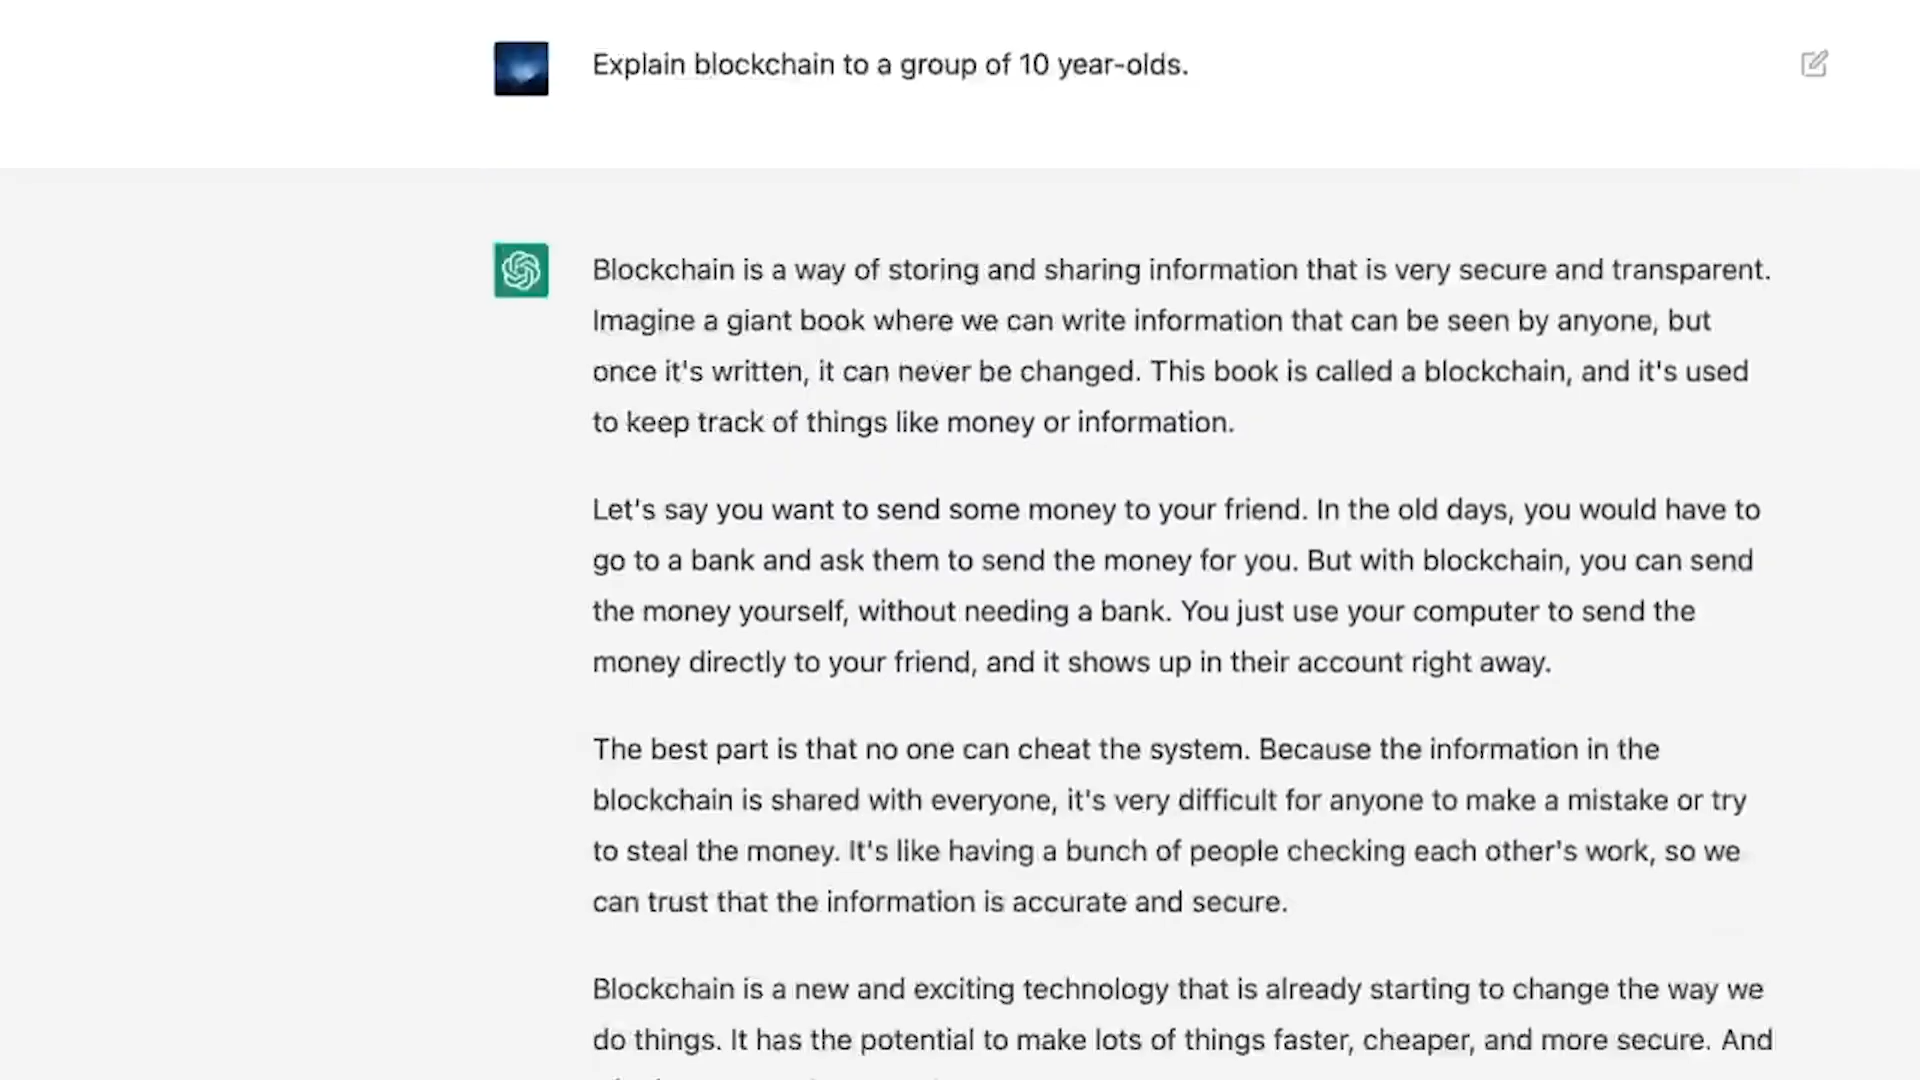 Explain blockchain to a group of 10 year-olds.
Blockchain is a way of storing and sharing information that is very secure and transparent.
Imagine a giant book where we can write information that can be seen by anyone, but
once it's written, it can never be changed. This book is called a blockchain, and it's used
to keep track of things like money or information.
Let's say you want to send some money to your friend. In the old days, you would have to
go to a bank and ask them to send the money for you. But with blockchain, you can send
the money yourself, without needing a bank. You just use your computer to send the
money directly to your friend, and it shows up in their account right away.
The best part is that no one can cheat the system. Because the information in the
blockchain is shared with everyone, it's very difficult for anyone to make a mistake or try
to steal the money. It's like having a bunch of people checking each other's work, so we
can trust that the information is accurate and secure.
Blockchain is a new and exciting technology that is already starting to change the way we
do things. It has the potential to make lots of things faster, cheaper, and more secure. And